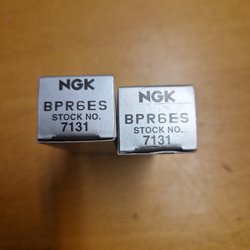 NGK
BPR6ES
STOCK NO.
7131
NGK
BPR6ES
STOCK NO.
7131